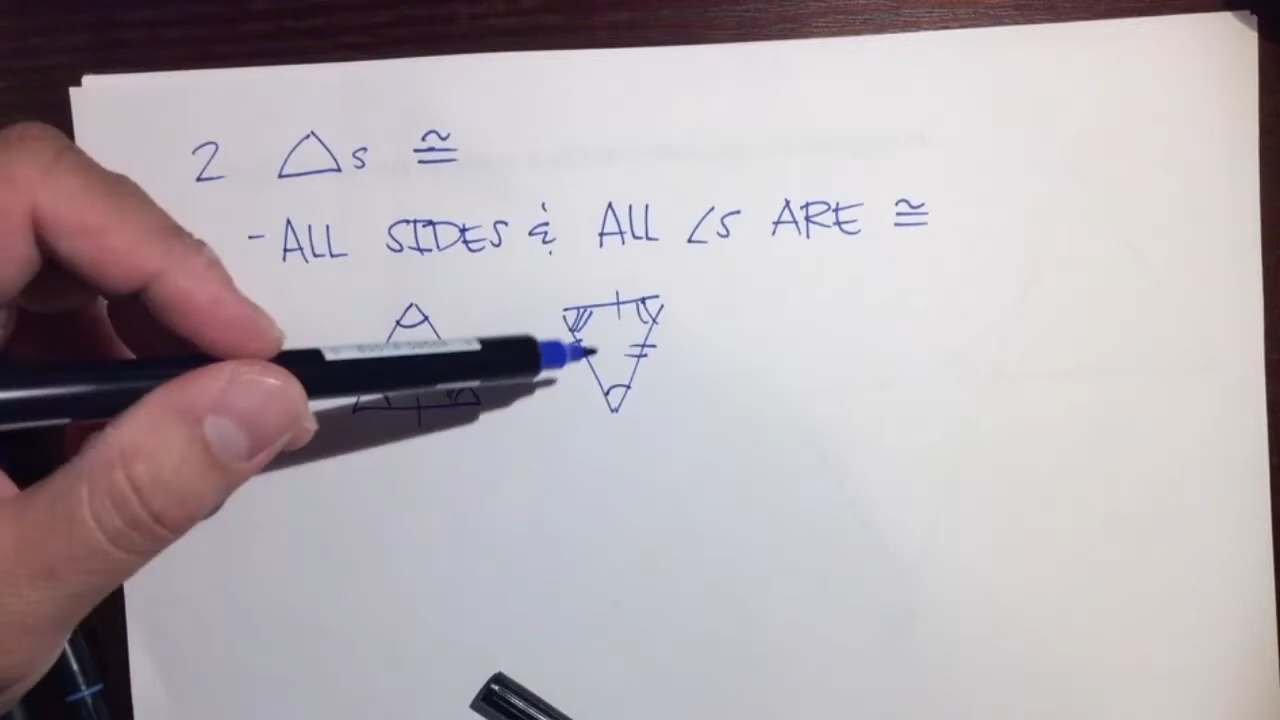 2 △s ≅
- ALL SIDES & ALL ∠S ARE ≅